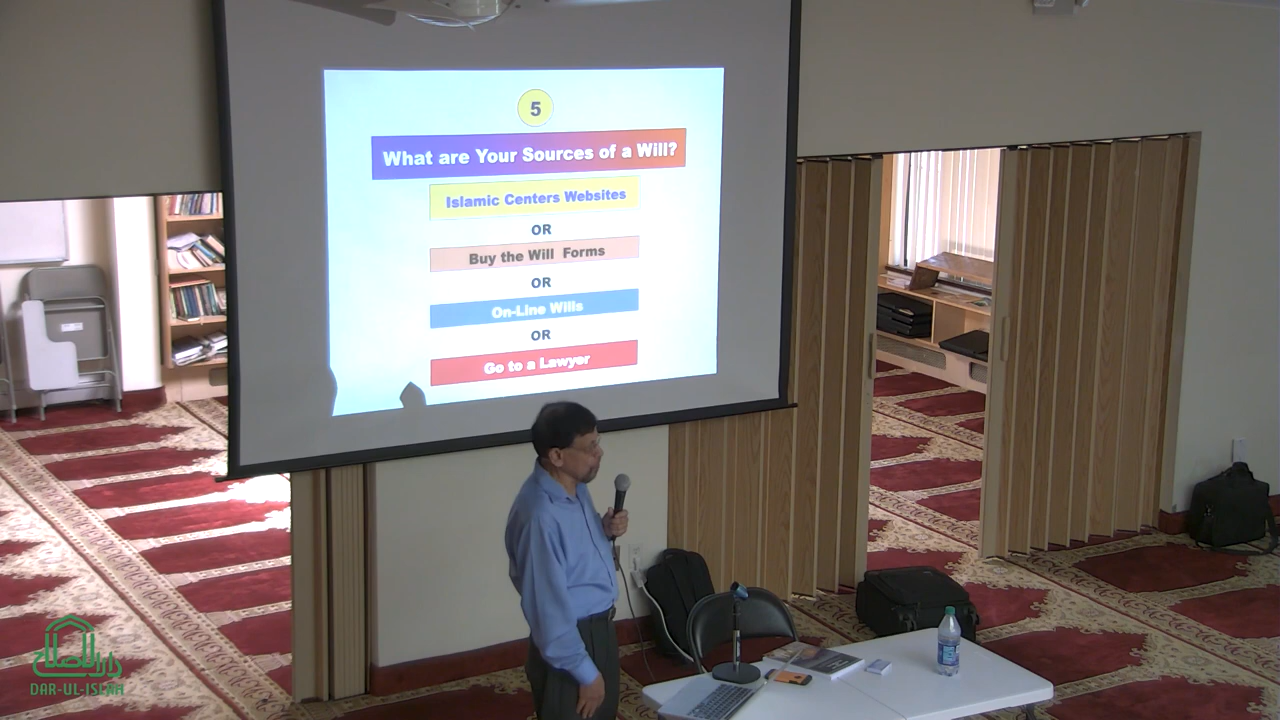 5
What are Your Sources of a Will?
Islamic Centers Websites
OR
Buy the Will Forms
OR
On-Line Wills
OR
Go to a Lawyer
دار الإصلاح
DAR-UL-ISLAH